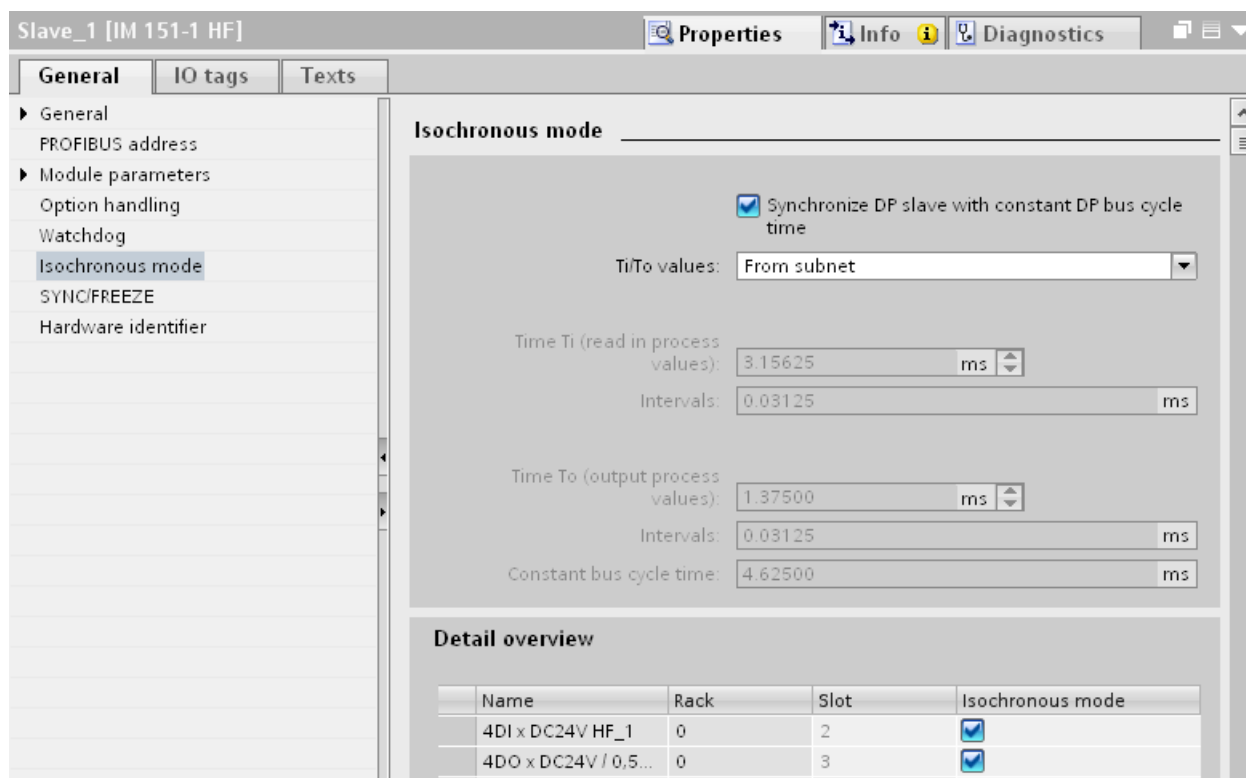 Slave_1 [IM 151-1 HF]
Properties
Info
Diagnostics
General
IO tags
Texts
General
PROFIBUS address
Module parameters
Option handling
Watchdog
Isochronous mode
SYNC/FREEZE
Hardware identifier
Isochronous mode
Synchronize DP slave with constant DP bus cycle
time
Ti/To values: From subnet
Time Ti (read in process
values): 3.15625 ms
Intervals: 0.03125 ms
Time To (output process
values): 1.37500 ms
Intervals: 0.03125 ms
Constant bus cycle time: 4.62500 ms
Detail overview
Name Rack Slot Isochronous mode
4DI x DC24V HF_1 0 2
4DO x DC24V / 0,5... 0 3